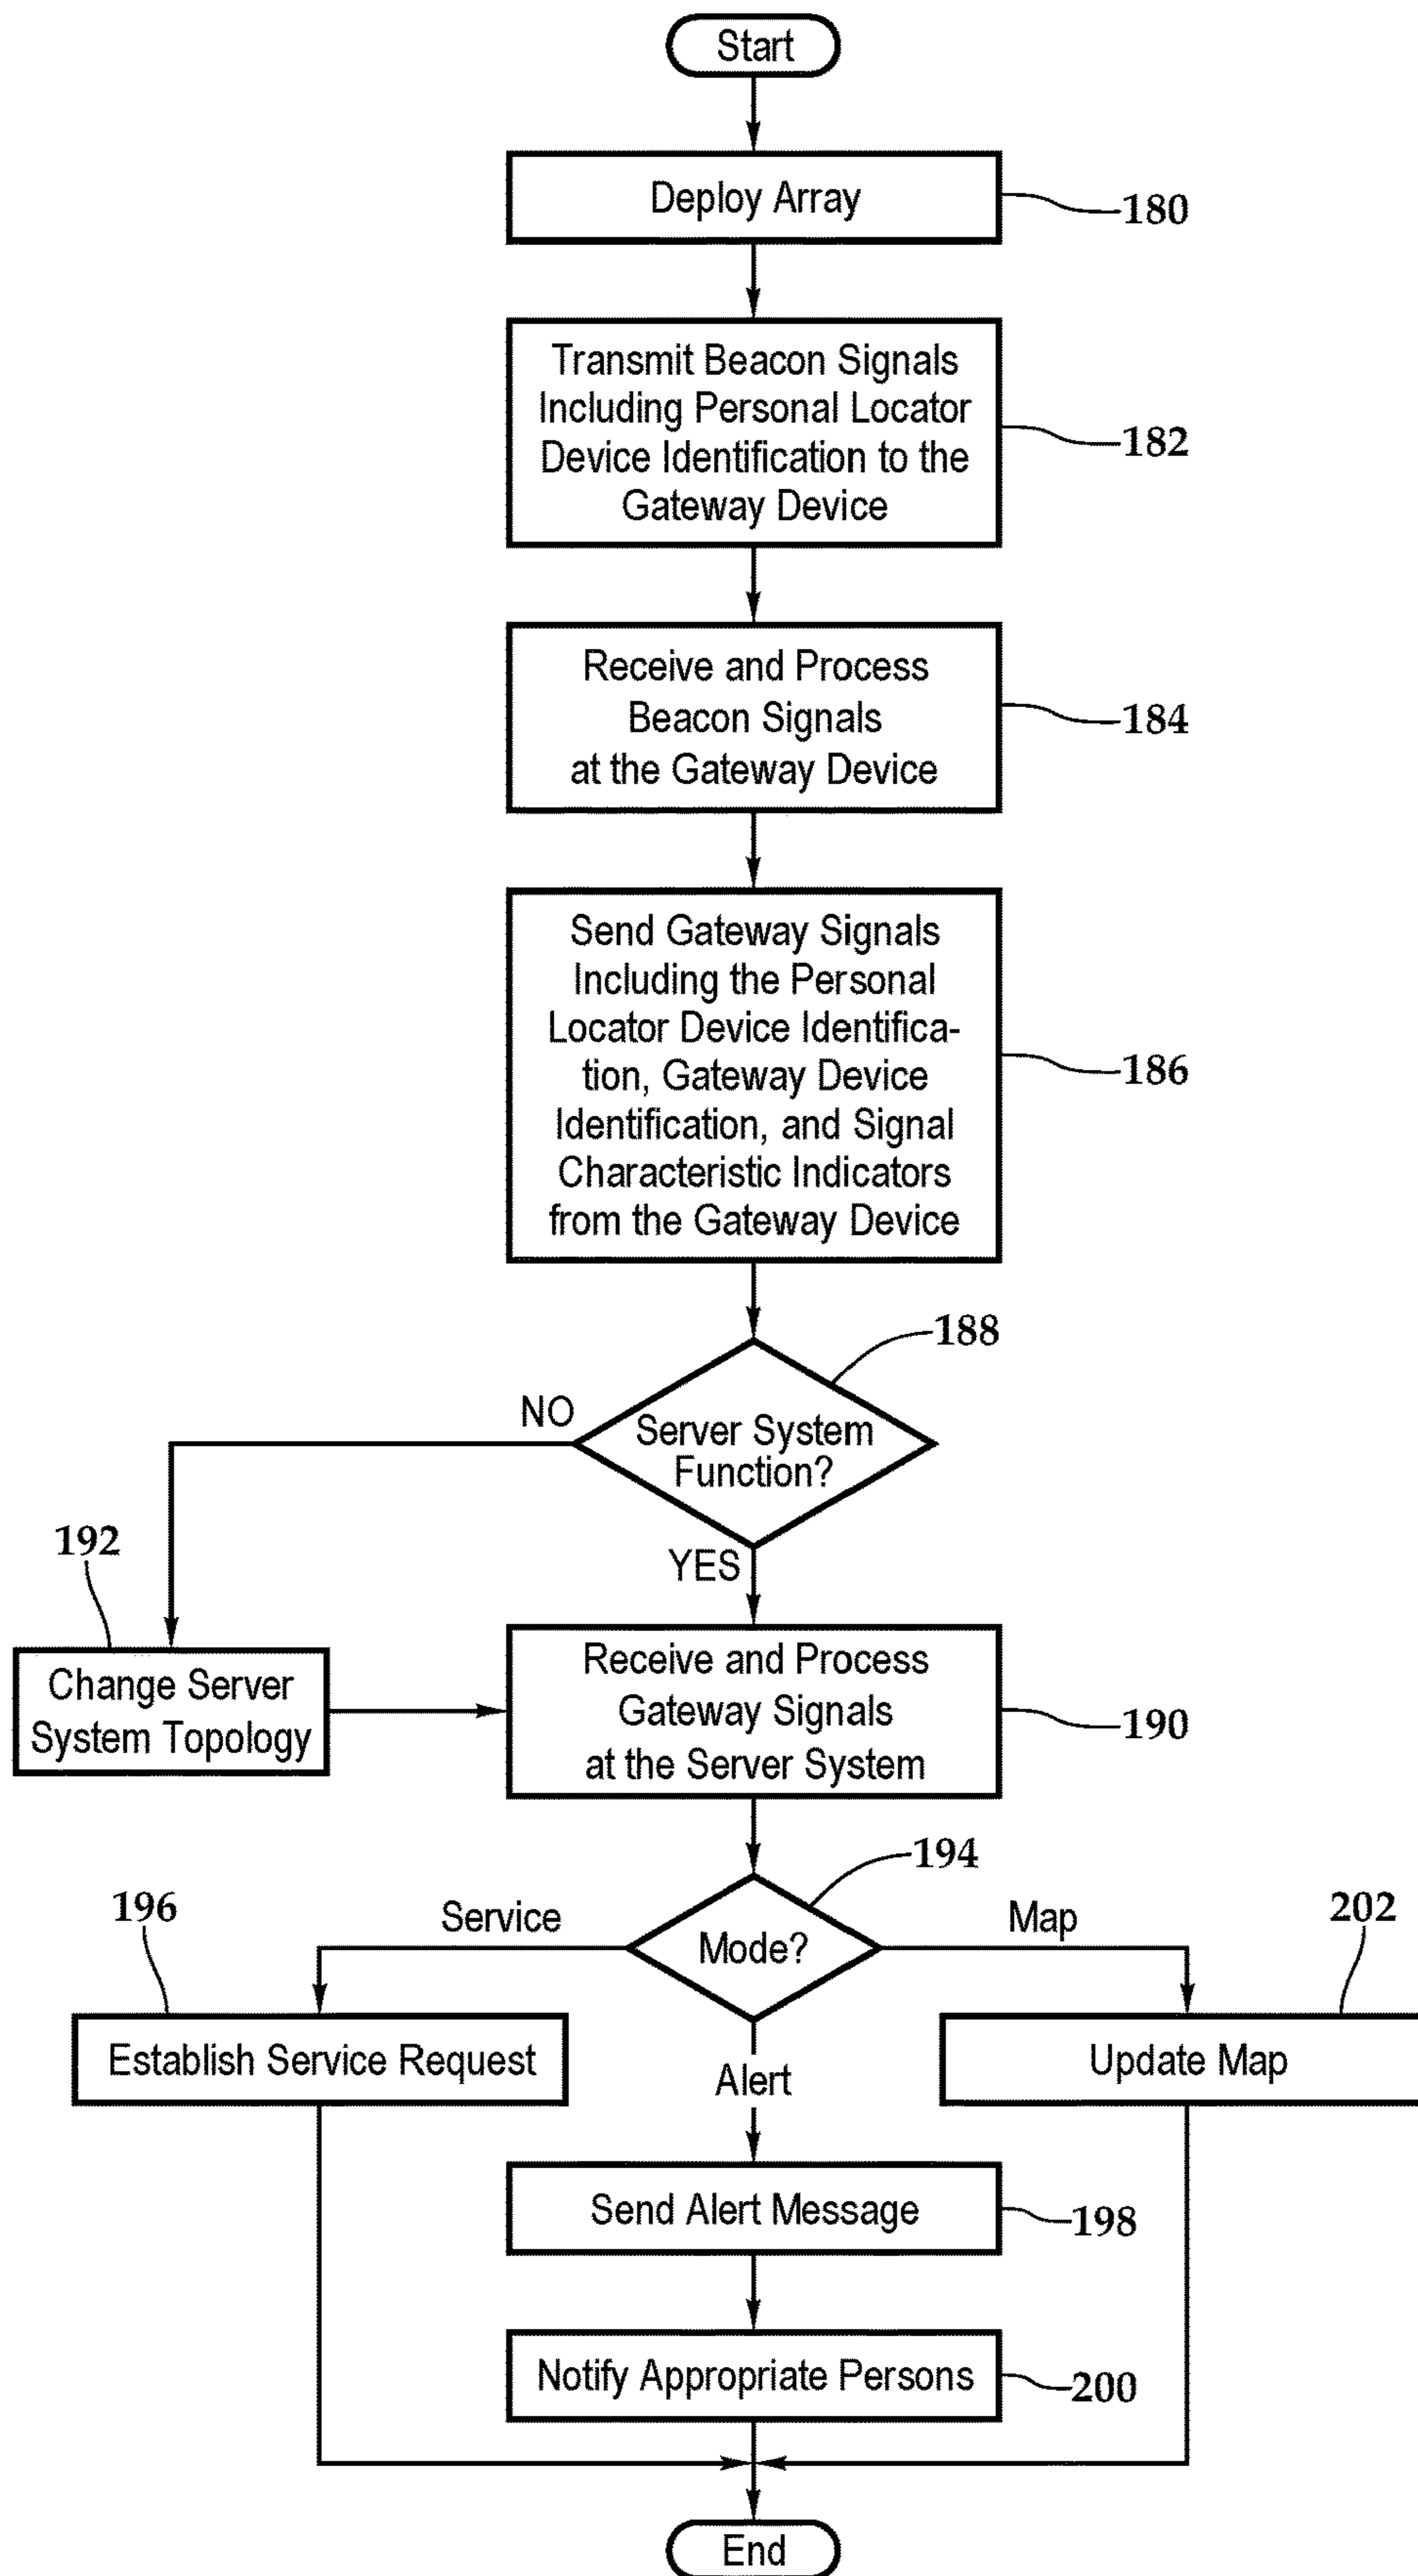 Start
Deploy Array
180
Transmit Beacon Signals
Including Personal Locator
Device Identification to the
Gateway Device
182
Receive and Process
Beacon Signals
at the Gateway Device
184
Send Gateway Signals
Including the Personal
Locator Device Identifica-
tion, Gateway Device
Identification, and Signal
Characteristic Indicators
from the Gateway Device
186
188
Server System
Function?
NO
YES
192
Change Server
System Topology
Receive and Process
Gateway Signals
at the Server System
190
194
Mode?
Service
Map
Alert
196
Establish Service Request
202
Update Map
Send Alert Message
198
Notify Appropriate Persons
200
End